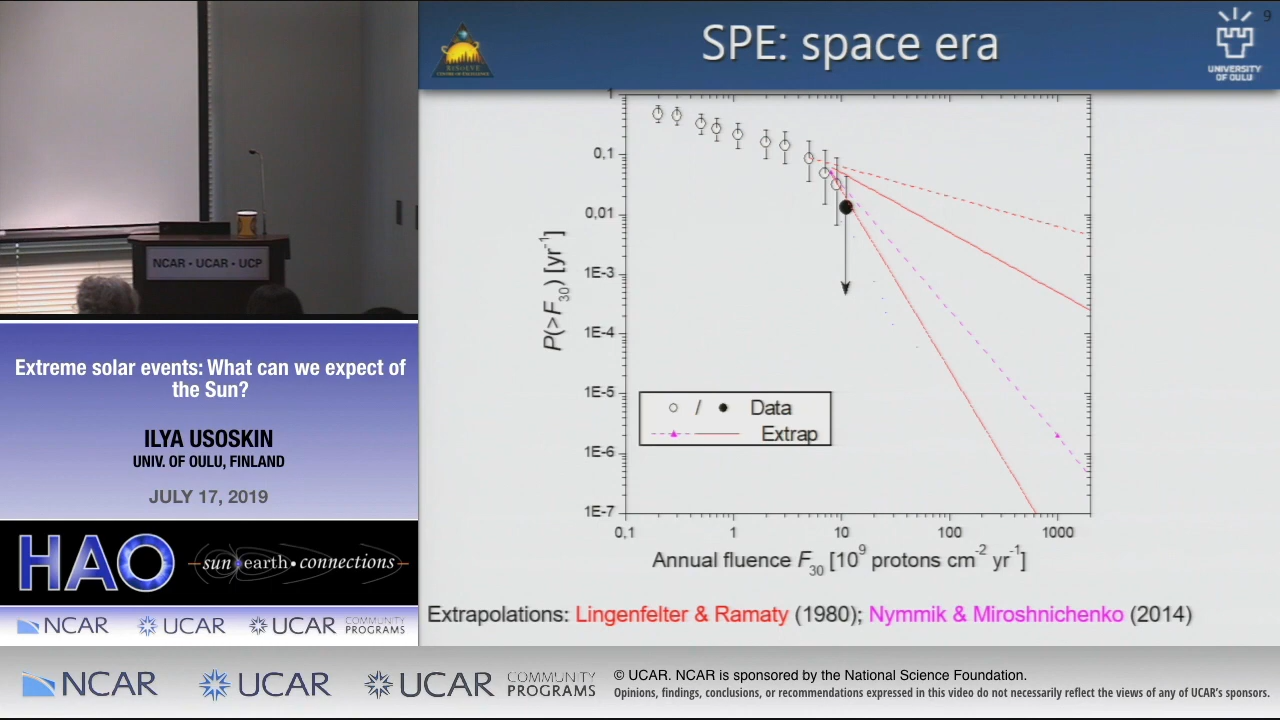 SPE: space era
9
RESOLVE
CENTRE OF EXCELLENCE
UNIVERSITY
OF OULU
NCAR - UCAR - UCP
Extreme solar events: What can we expect of
the Sun?
ILYA USOSKIN
UNIV. OF OULU, FINLAND
JULY 17, 2019
HAO
sun earth • connections
NCAR
UCAR
UCAR
COMMUNITY
PROGRAMS
P(>F30) [yr-1]
1
0,1
0,01
1E-3
1E-4
1E-5
1E-6
1E-7
0,1
1
10
100
1000
/ Data
Extrap
Annual fluence F30 [10^9 protons cm-2 yr-1]
Extrapolations: Lingenfelter & Ramaty (1980); Nymmik & Miroshnichenko (2014)
NCAR
UCAR
UCAR
COMMUNITY
PROGRAMS
© UCAR. NCAR is sponsored by the National Science Foundation.
Opinions, findings, conclusions, or recommendations expressed in this video do not necessarily reflect the views of any of UCAR's sponsors.